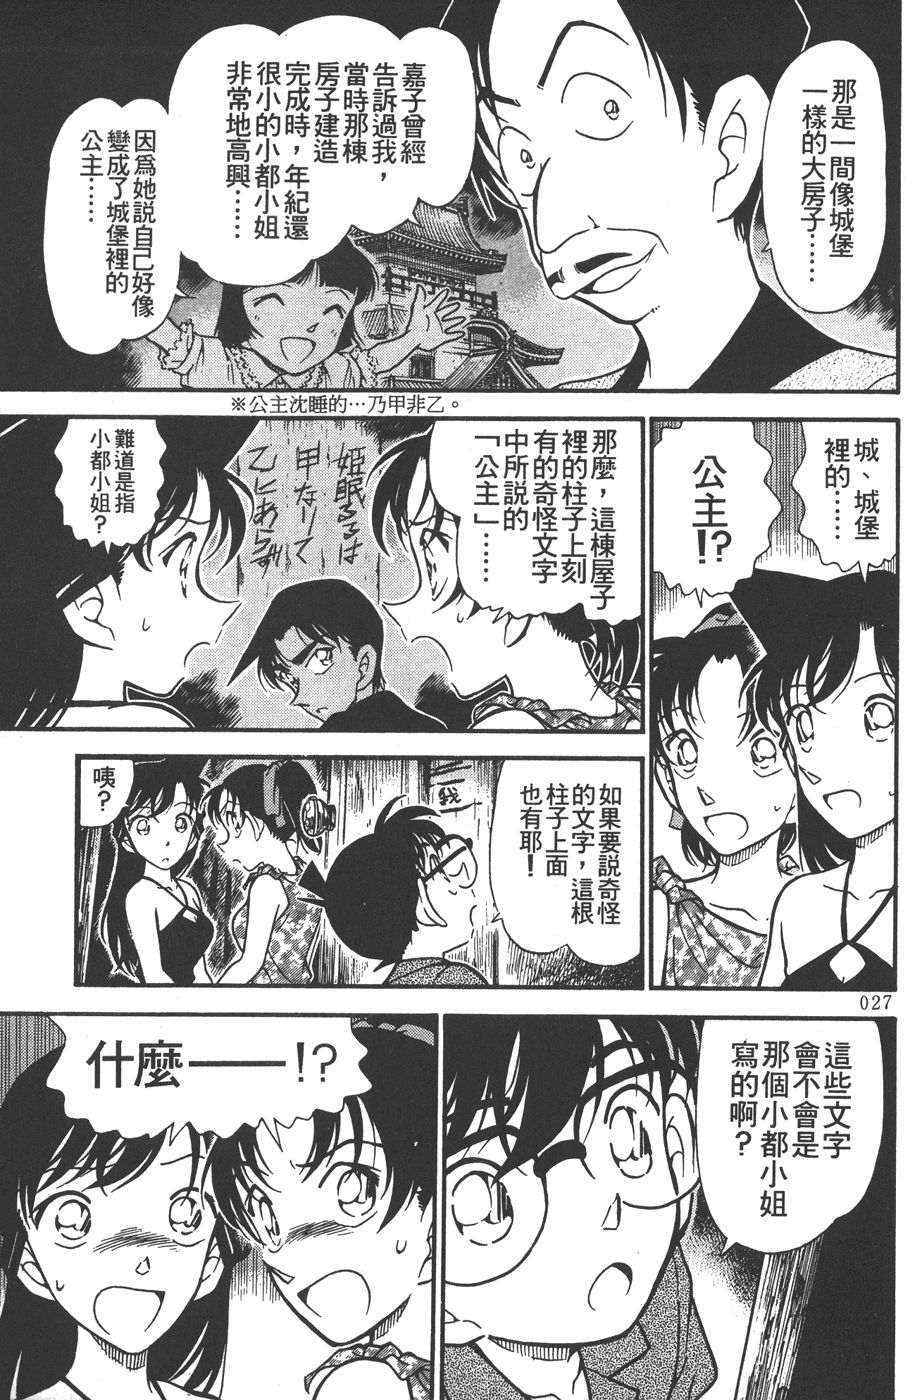 那是一間像城堡
一樣的大房子……
嘉子曾經
告訴過我，
當時那棟
房子建造
完成時，年紀還
很小的小都小姐
非常地高興……
因為她說自己好像
變成了城堡裡的
公主……
※公主沈睡的…乃甲非乙。
城、城堡
裡的……
公主!?
那麼，這棟屋子
裡的柱子上刻
有的奇怪文字
中所說的
「公主」……
姫眠るるは
甲なりて
乙にあらず
難道是指
小都小姐？
如果要說奇怪
的文字，這根
柱子上面
也有耶！
我
咦？
027
這些文字
會不會是
那個小都小姐
寫的啊？
什麼——!?